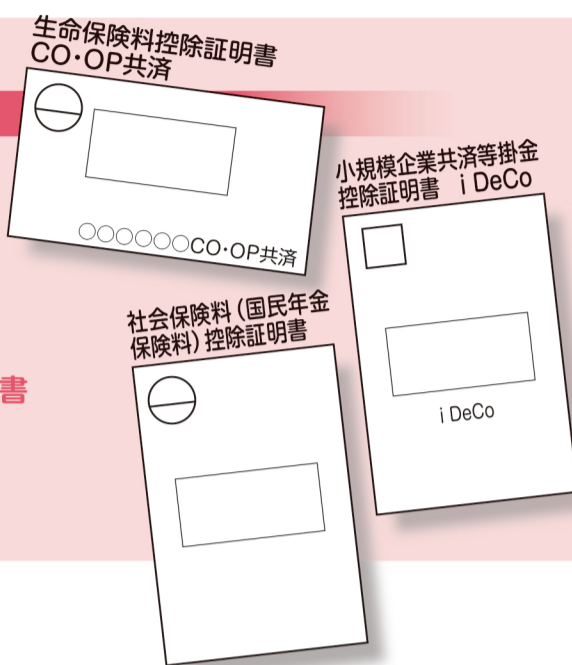 生命保険料控除証明書
CO・OP共済
○○○○○○CO・OP共済
小規模企業共済等掛金
控除証明書 i DeCo
i DeCo
社会保険料(国民年金
保険料)控除証明書
書